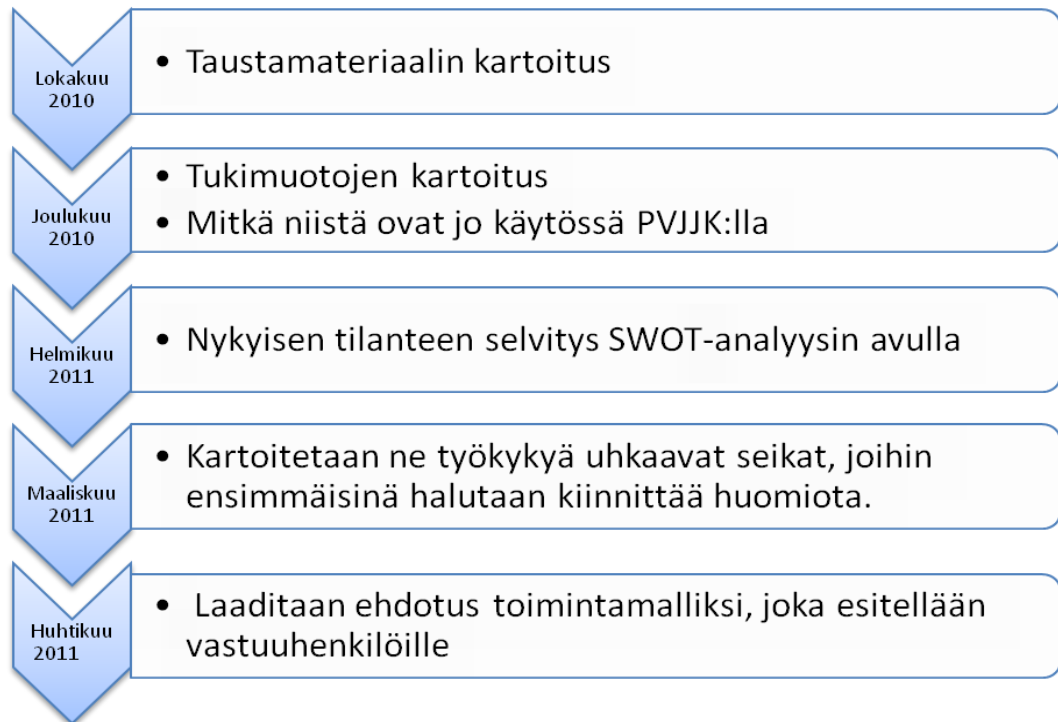 Lokakuu
2010
• Taustamateriaalin kartoitus
Joulukuu
2010
• Tukimuotojen kartoitus
• Mitkä niistä ovat jo käytössä PVJJK:lla
Helmikuu
2011
• Nykyisen tilanteen selvitys SWOT-analyysin avulla
Maaliskuu
2011
• Kartoitetaan ne työkykyä uhkaavat seikat, joihin
ensimmäisinä halutaan kiinnittää huomiota.
Huhtikuu
2011
• Laaditaan ehdotus toimintamalliksi, joka esitellään
vastuuhenkilöille